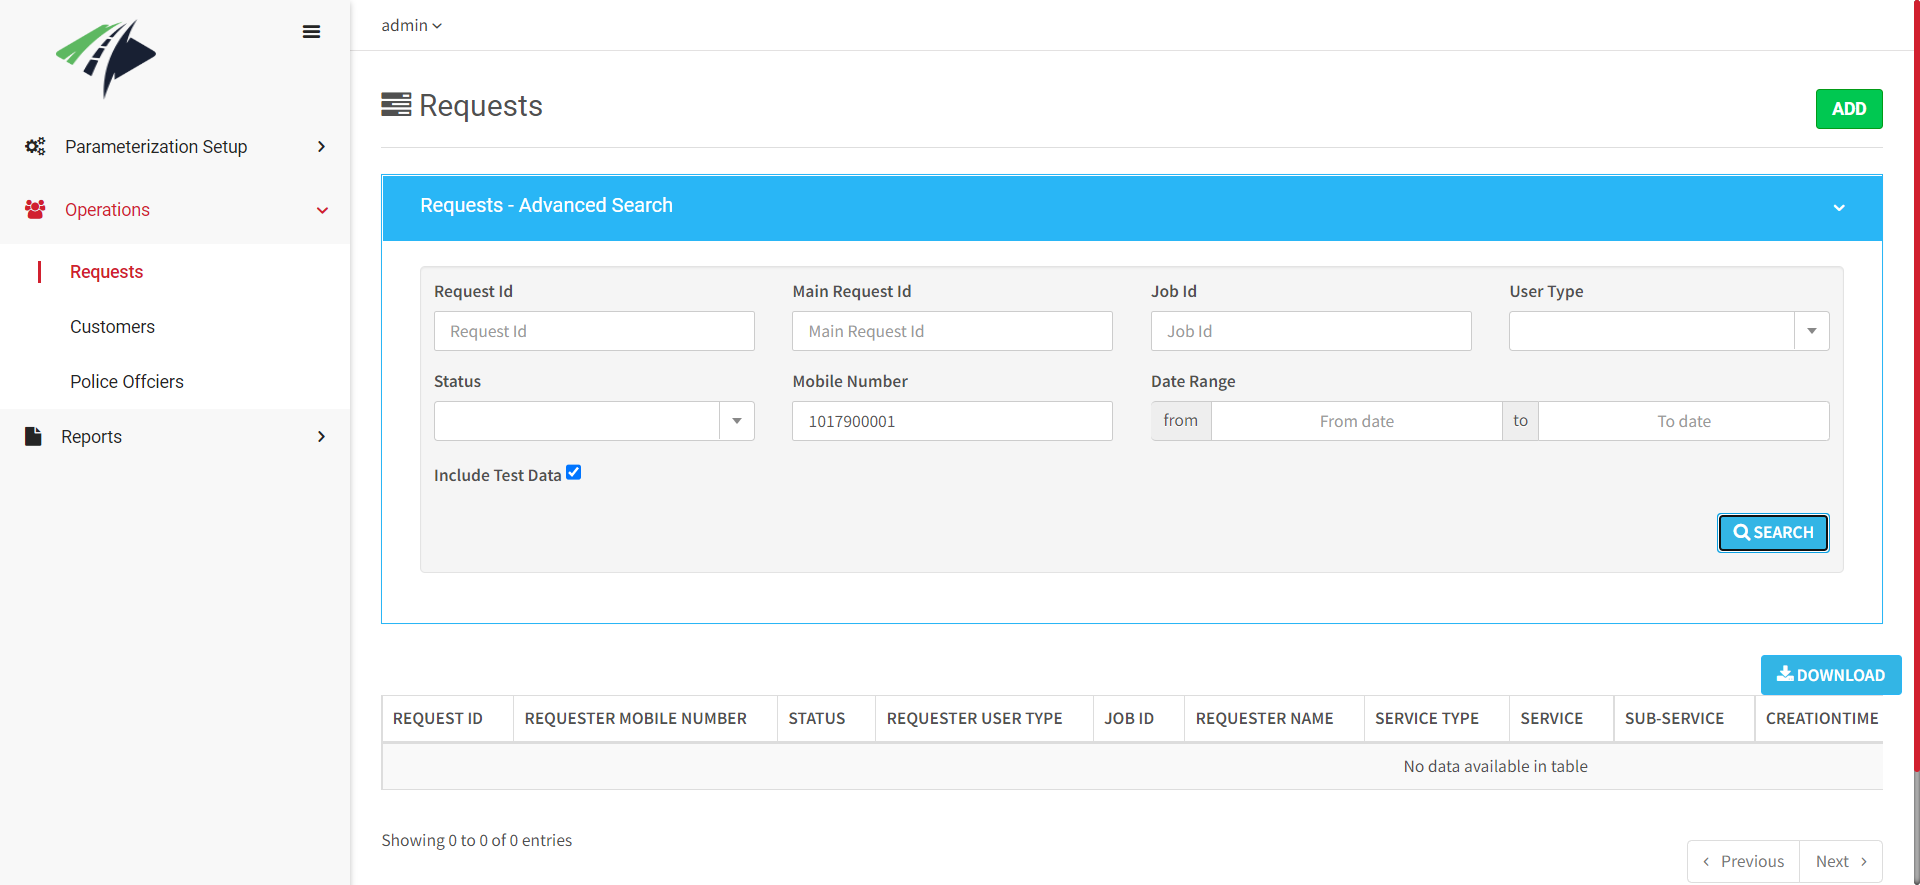 admin
Requests
ADD
Parameterization Setup
Operations
Requests
Customers
Police Offciers
Reports
Requests - Advanced Search
Request Id
Main Request Id
Job Id
User Type
Request Id
Main Request Id
Job Id
Status
Mobile Number
Date Range
1017900001
from
From date
to
To date
Include Test Data
SEARCH
DOWNLOAD
REQUEST ID REQUESTER MOBILE NUMBER STATUS REQUESTER USER TYPE JOB ID REQUESTER NAME SERVICE TYPE SERVICE SUB-SERVICE CREATIONTIME
No data available in table
Showing 0 to 0 of 0 entries
Previous
Next